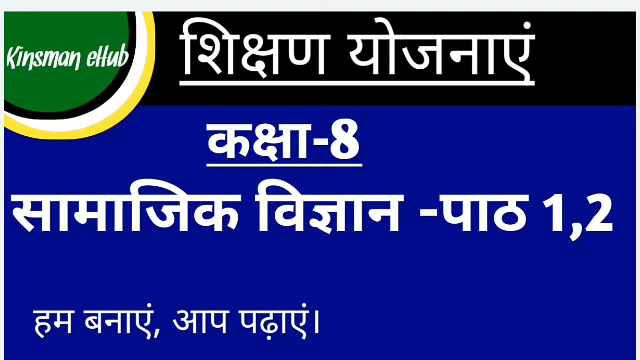 Kinsman eHub
शिक्षण योजनाएं
कक्षा-8
सामाजिक विज्ञान -पाठ 1,2
हम बनाएं, आप पढ़ाएं।